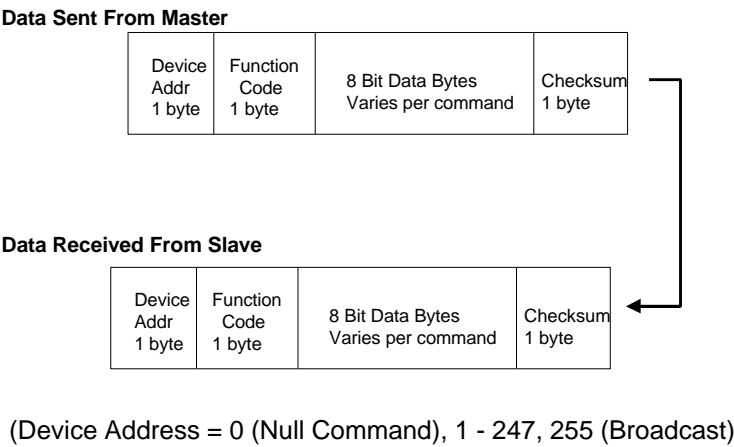 Data Sent From Master
Device Addr 1 byte
Function Code 1 byte
8 Bit Data Bytes Varies per command
Checksum 1 byte
Data Received From Slave
Device Addr 1 byte
Function Code 1 byte
8 Bit Data Bytes Varies per command
Checksum 1 byte
(Device Address = 0 (Null Command), 1 - 247, 255 (Broadcast)